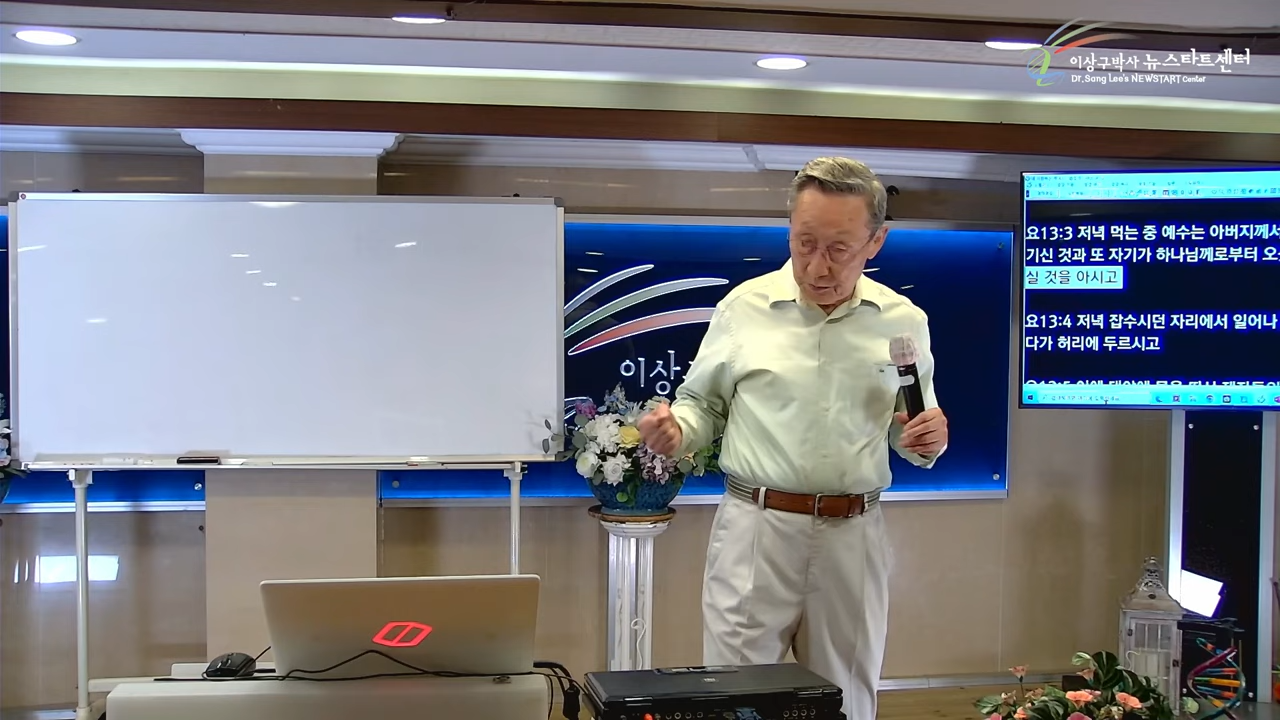 이상구박사 뉴스타트센터
Dr. Sang Lee's NEWSTART Center
요13:3 저녁 먹는 중 예수는 아버지께서
기신 것과 또 자기가 하나님께로부터 오
실 것을 아시고
요13:4 저녁 잡수시던 자리에서 일어나
다가 허리에 두르시고
이상